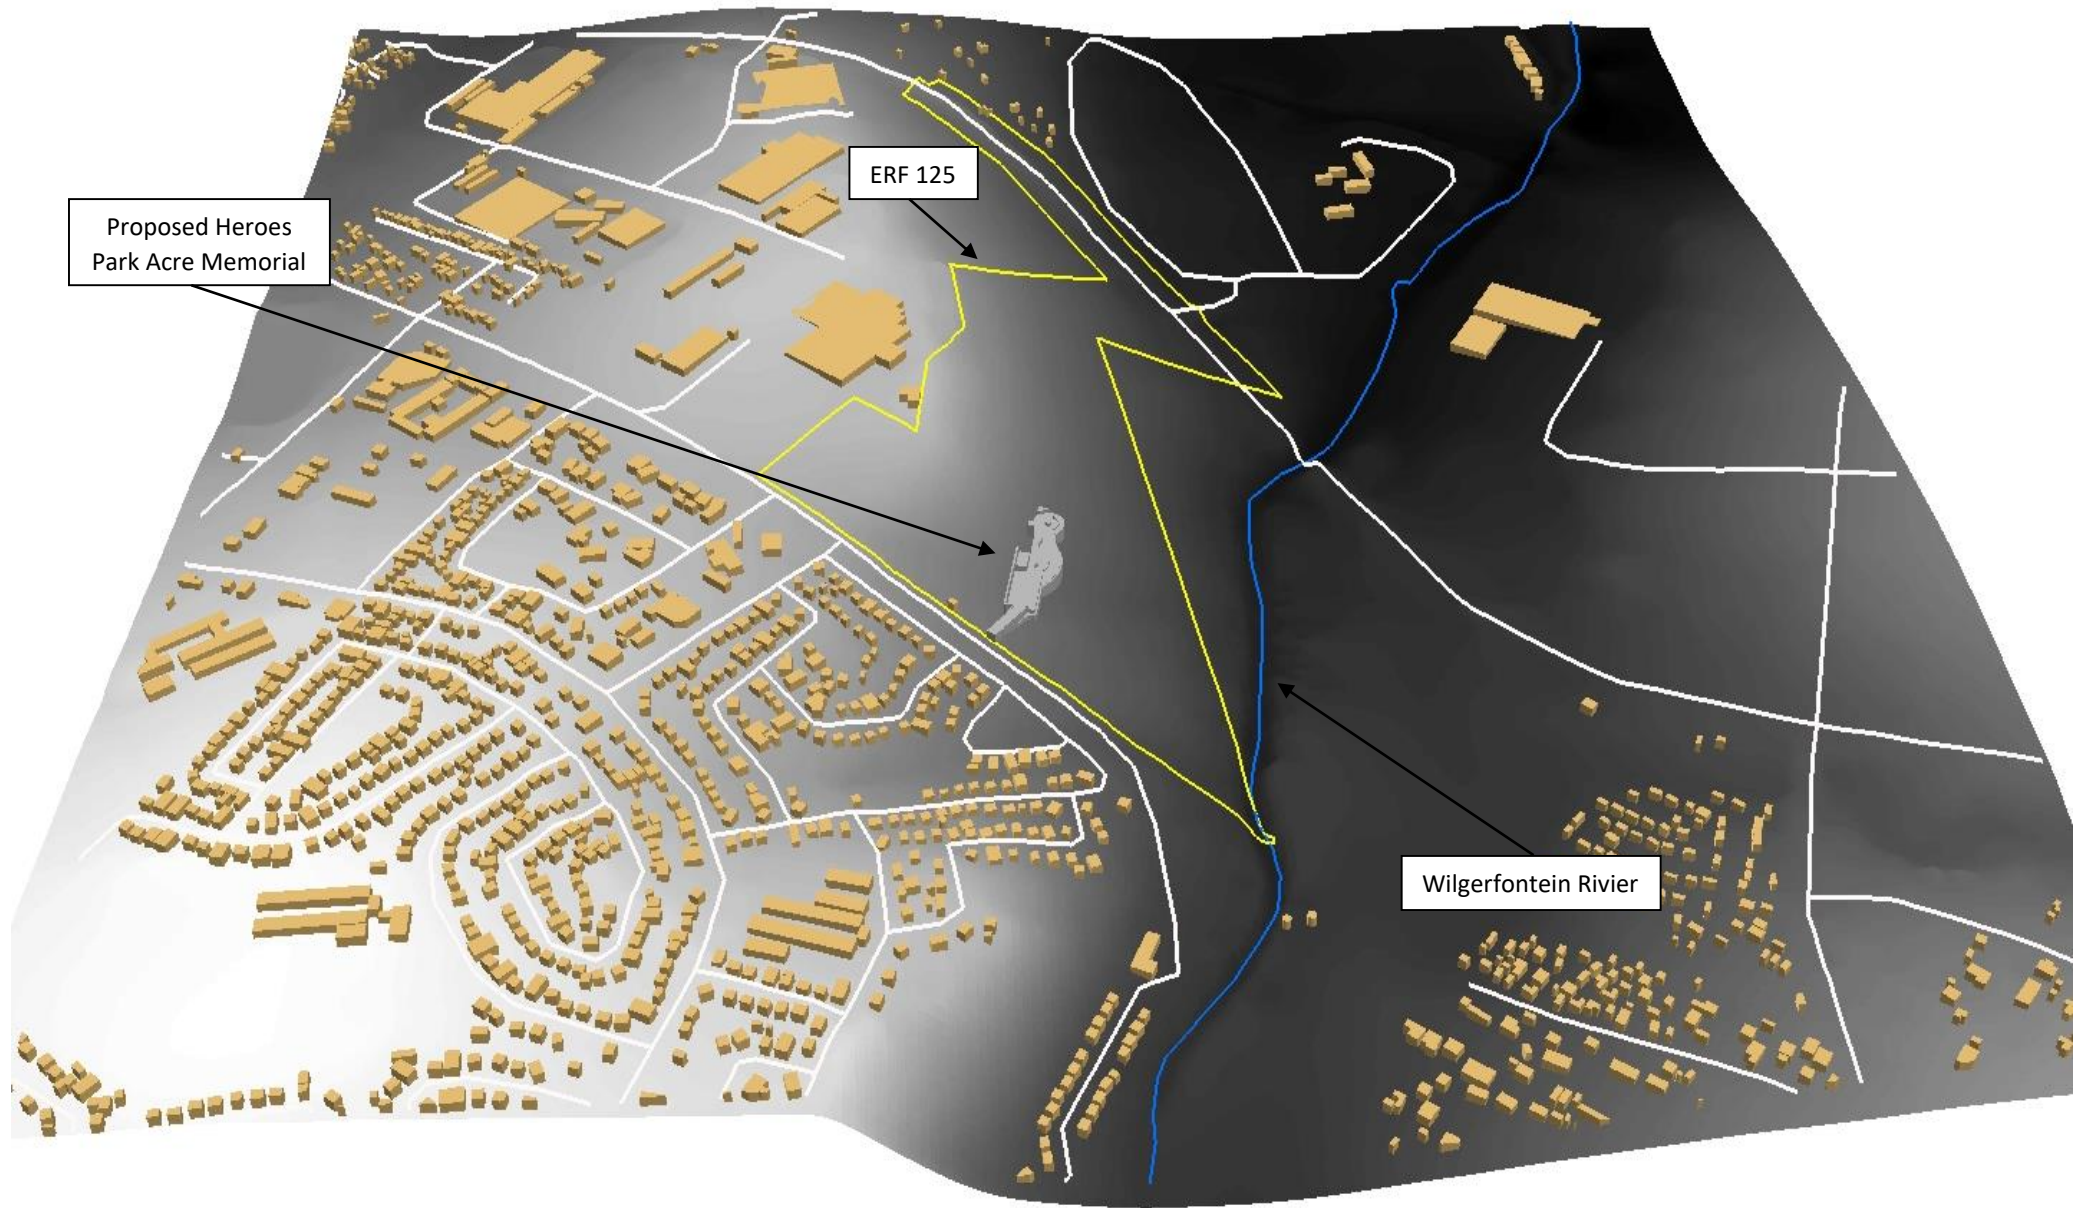 ERF 125
Proposed Heroes
Park Acre Memorial
Wilgerfontein Rivier